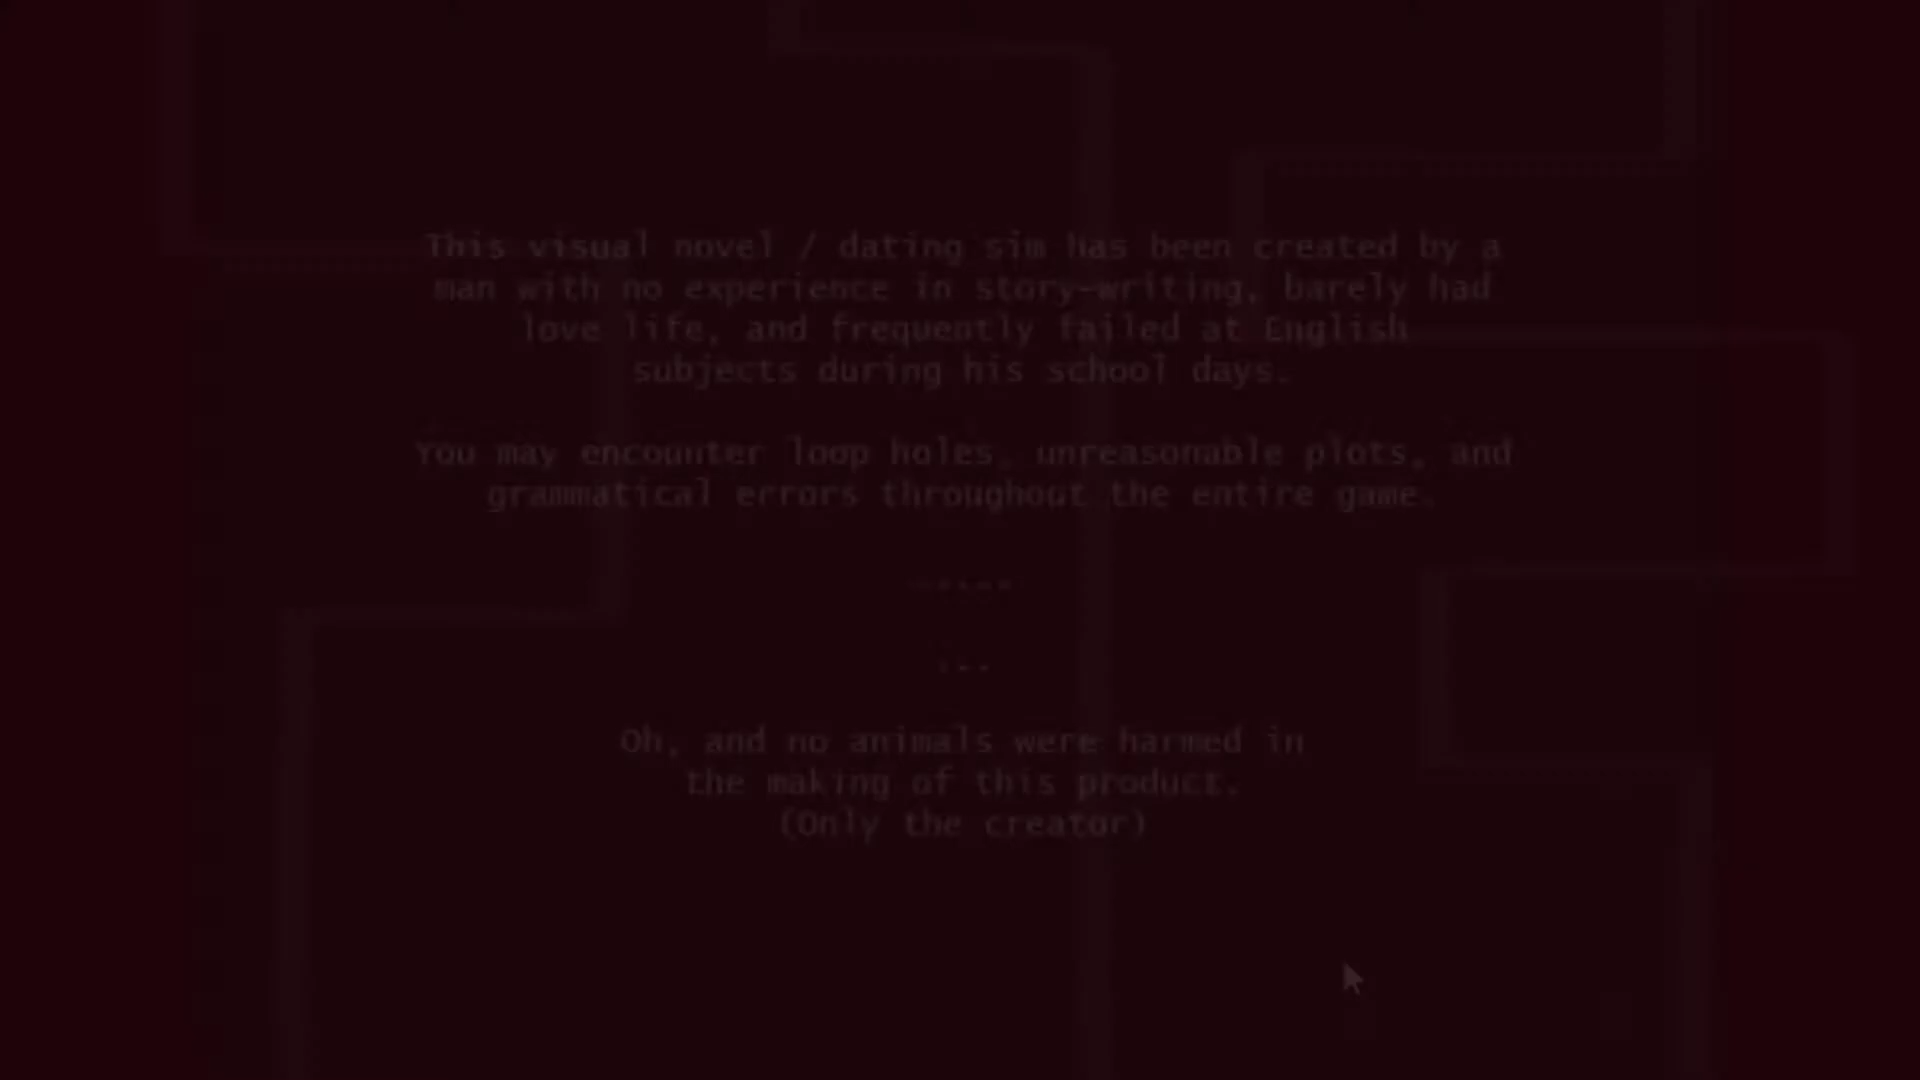 This visual novel / dating sim has been created by a
man with no experience in story-writing, barely had
love life, and frequently failed at English
subjects during his school days.
You may encounter loop holes, unreasonable plots, and
grammatical errors throughout the entire game.
Oh, and no animals were harmed in
the making of this product.
(Only the creator)